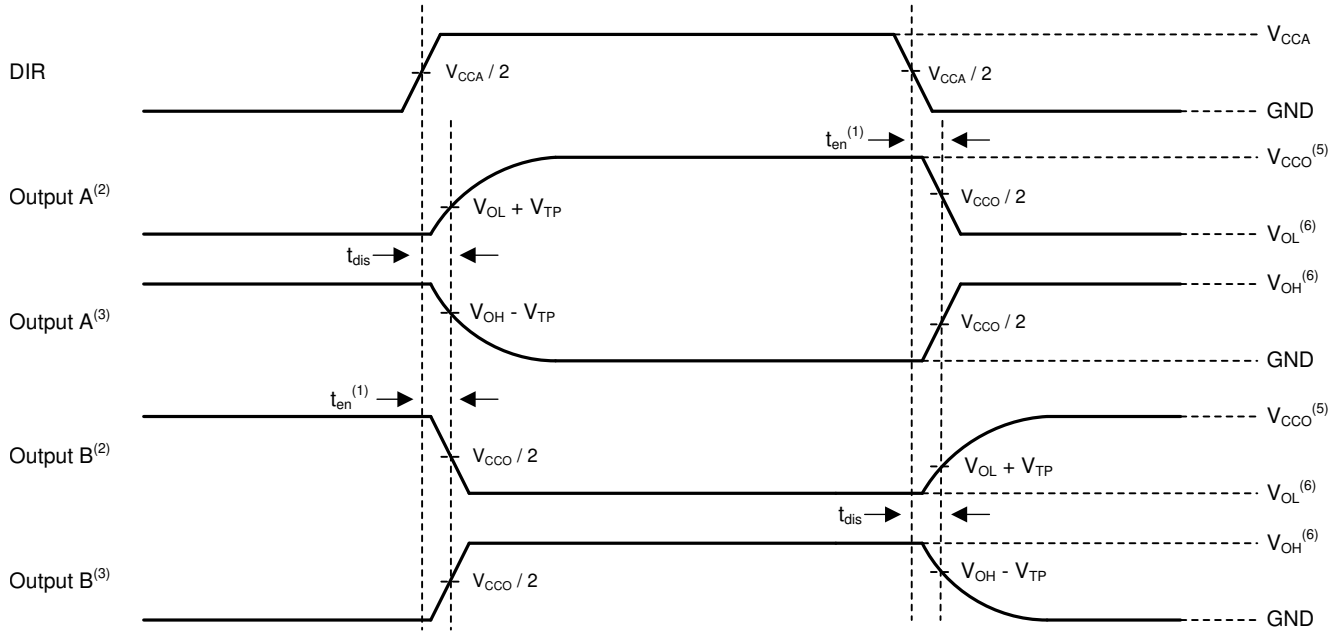 V_CCA
DIR
V_CCA / 2
V_CCA / 2
GND
t_en^(1)
V_CCO^(5)
Output A^(2)
V_OL + V_TP
V_CCO / 2
V_OL^(6)
t_dis
V_OH^(6)
Output A^(3)
V_OH - V_TP
V_CCO / 2
GND
t_en^(1)
V_CCO^(5)
Output B^(2)
V_CCO / 2
V_OL + V_TP
V_OL^(6)
t_dis
V_OH^(6)
Output B^(3)
V_CCO / 2
V_OH - V_TP
GND